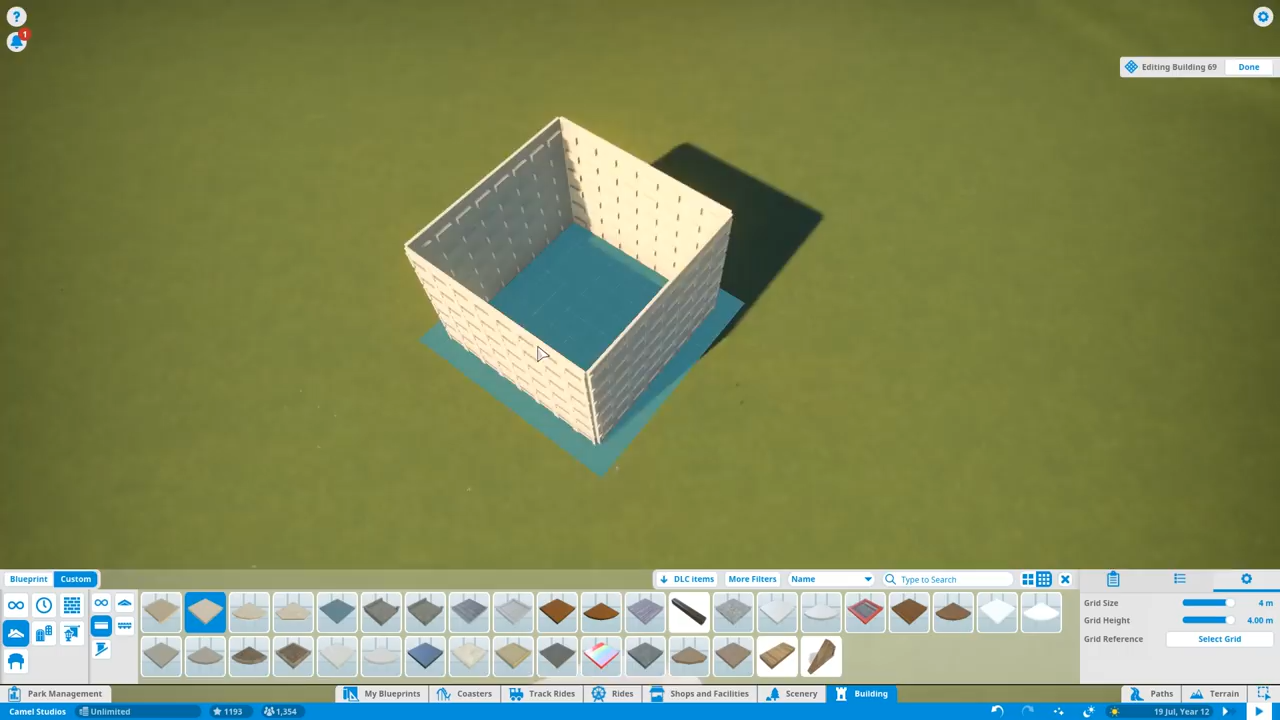 ?
1
Editing Building 69 Done
Blueprint Custom
DLC items More Filters Name Type to Search
Grid Size 4 m
Grid Height 4.00 m
Grid Reference Select Grid
Park Management My Blueprints Coasters Track Rides Rides Shops and Facilities Scenery Building Paths Terrain
Camel Studios Unlimited 1193 1,354 19 Jul, Year 12